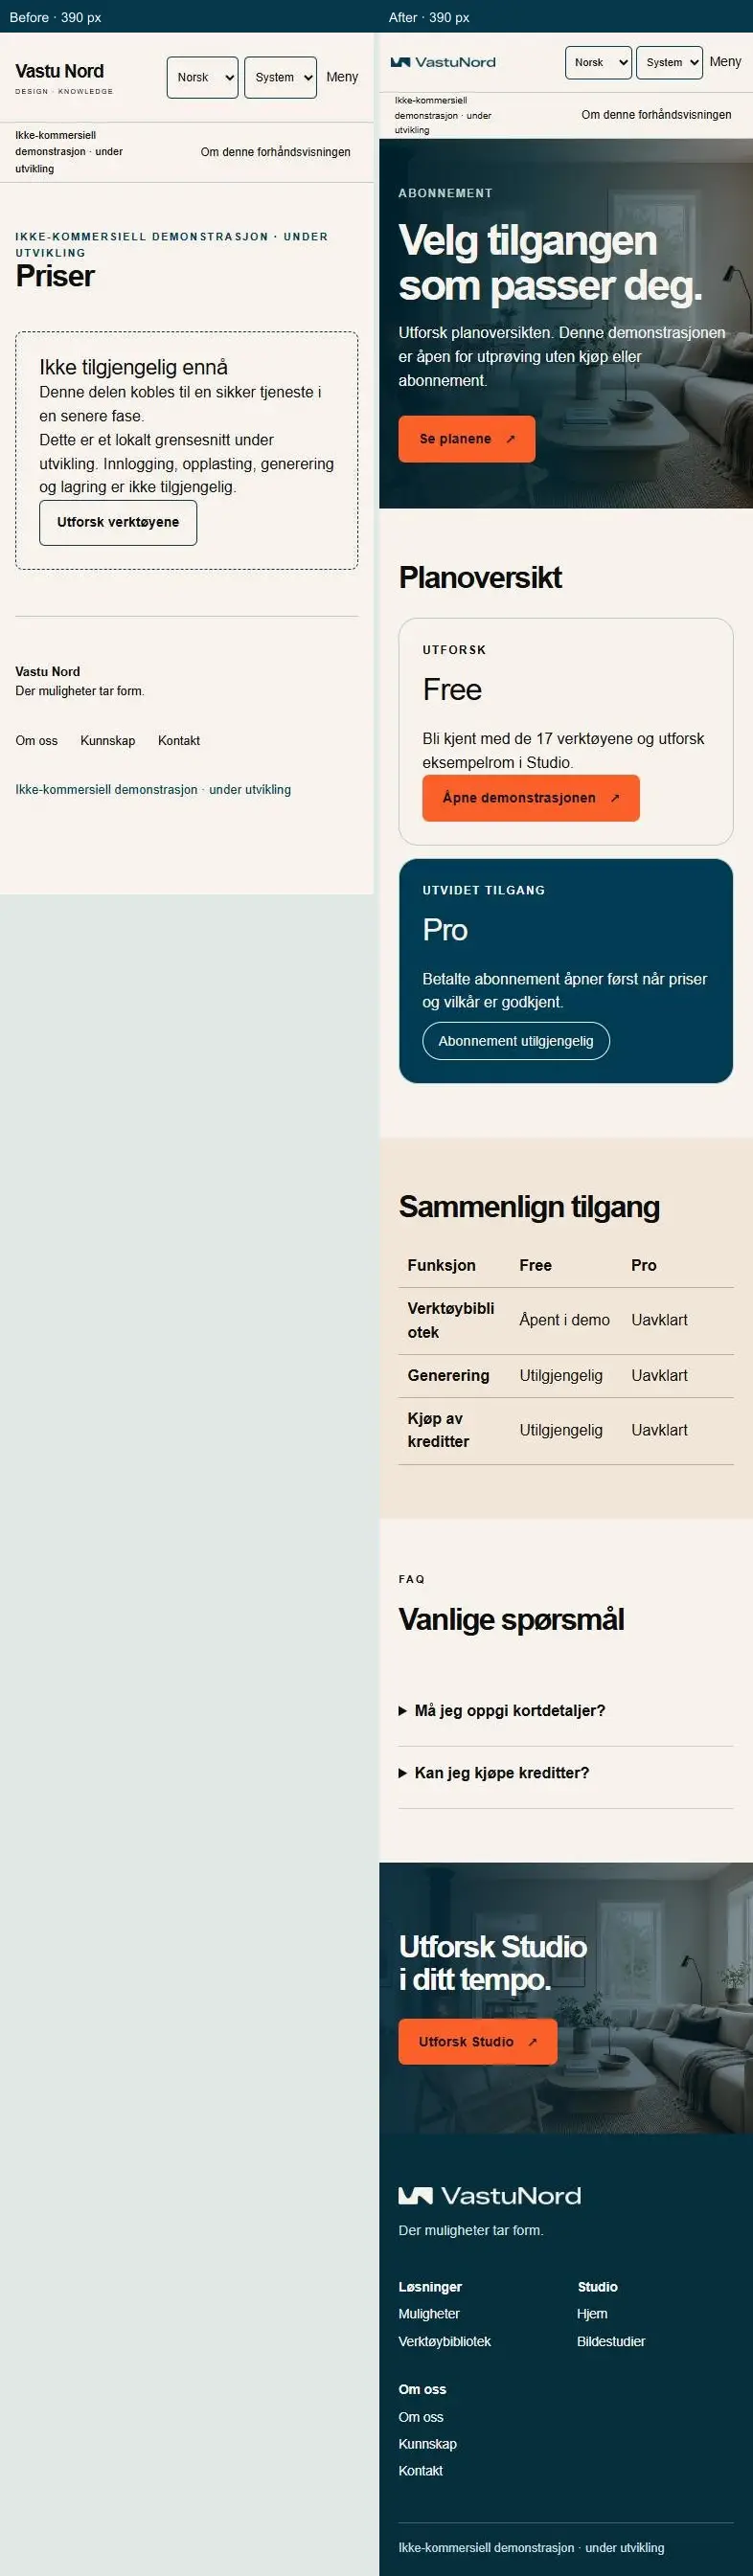 Before · 390 px
Vastu Nord
DESIGN · KNOWLEDGE
Norsk
System
Meny
Ikke-kommersiell
demonstrasjon · under
utvikling
Om denne forhåndsvisningen
IKKE-KOMMERSIELL DEMONSTRASJON · UNDER
UTVIKLING
Priser
Ikke tilgjengelig ennå
Denne delen kobles til en sikker tjeneste i
en senere fase.
Dette er et lokalt grensesnitt under
utvikling. Innlogging, opplasting, generering
og lagring er ikke tilgjengelig.
Utforsk verktøyene
Vastu Nord
Der muligheter tar form.
Om oss Kunnskap Kontakt
Ikke-kommersiell demonstrasjon · under utvikling
After · 390 px
VastuNord
Norsk
System
Meny
Ikke-kommersiell
demonstrasjon · under
utvikling
Om denne forhåndsvisningen
ABONNEMENT
Velg tilgangen
som passer deg.
Utforsk planoversikten. Denne demonstrasjonen
er åpen for utprøving uten kjøp eller
abonnement.
Se planene ↗
Planoversikt
UTFORSK
Free
Bli kjent med de 17 verktøyene og utforsk
eksempelrom i Studio.
Åpne demonstrasjonen ↗
UTVIDET TILGANG
Pro
Betalte abonnement åpner først når priser
og vilkår er godkjent.
Abonnement utilgjengelig
Sammenlign tilgang
Funksjon Free Pro
Verktøybibli
otek
Åpent i demo Uavklart
Generering Utilgjengelig Uavklart
Kjøp av
kreditter
Utilgjengelig Uavklart
FAQ
Vanlige spørsmål
▶ Må jeg oppgi kortdetaljer?
▶ Kan jeg kjøpe kreditter?
Utforsk Studio
i ditt tempo.
Utforsk Studio ↗
VastuNord
Der muligheter tar form.
Løsninger
Muligheter
Verktøybibliotek
Studio
Hjem
Bildestudier
Om oss
Om oss
Kunnskap
Kontakt
Ikke-kommersiell demonstrasjon · under utvikling